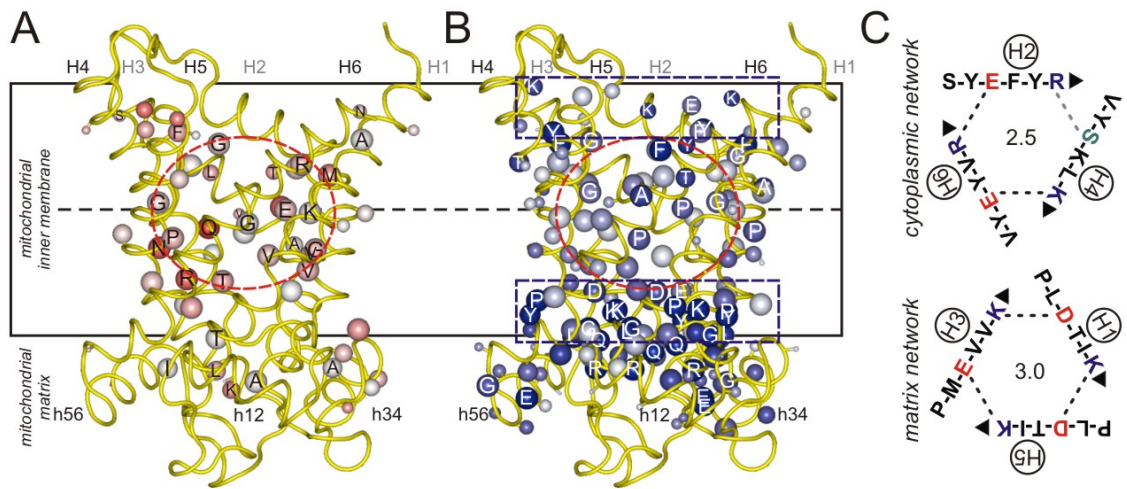 A
H4 H3 H5 H2 H6 H1
mitochondrial
inner membrane
mitochondrial
matrix
S F N A
G L T R M
G Q V G E K
N P V A G V
R T
T
I L K A A
h56 h12 h34
B
H4 H3 H5 H2 H6 H1
K K E K
Y F G F Y G
T T A
G A P G
P P
D D E
P K P K P
Y Y Y
I G G Q Q Q G
R R R G
G E E E
h56 h12 h34
C
cytoplasmic network
H2
S-Y-E-F-Y-R
V-Y-S-K-L-K
H4
V-Y-E-Y-V-R
H6
2.5
matrix network
P-L-D-T-I-K
H1
P-L-D-T-I-K
H5
P-M-E-V-V-K
H3
3.0